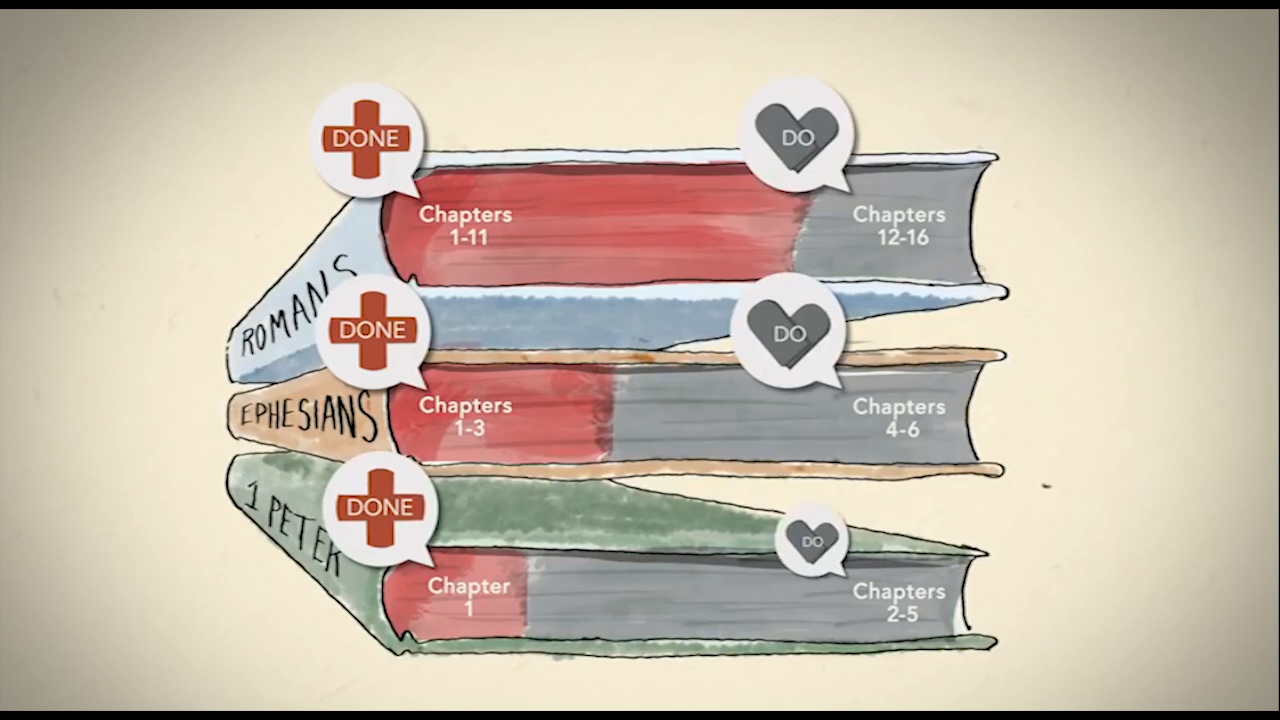 DONE
DO
Chapters
1-11
Chapters
12-16
ROMANS
DONE
DO
Chapters
1-3
Chapters
4-6
EPHESIANS
DONE
DO
Chapter
1
Chapters
2-5
1 PETER